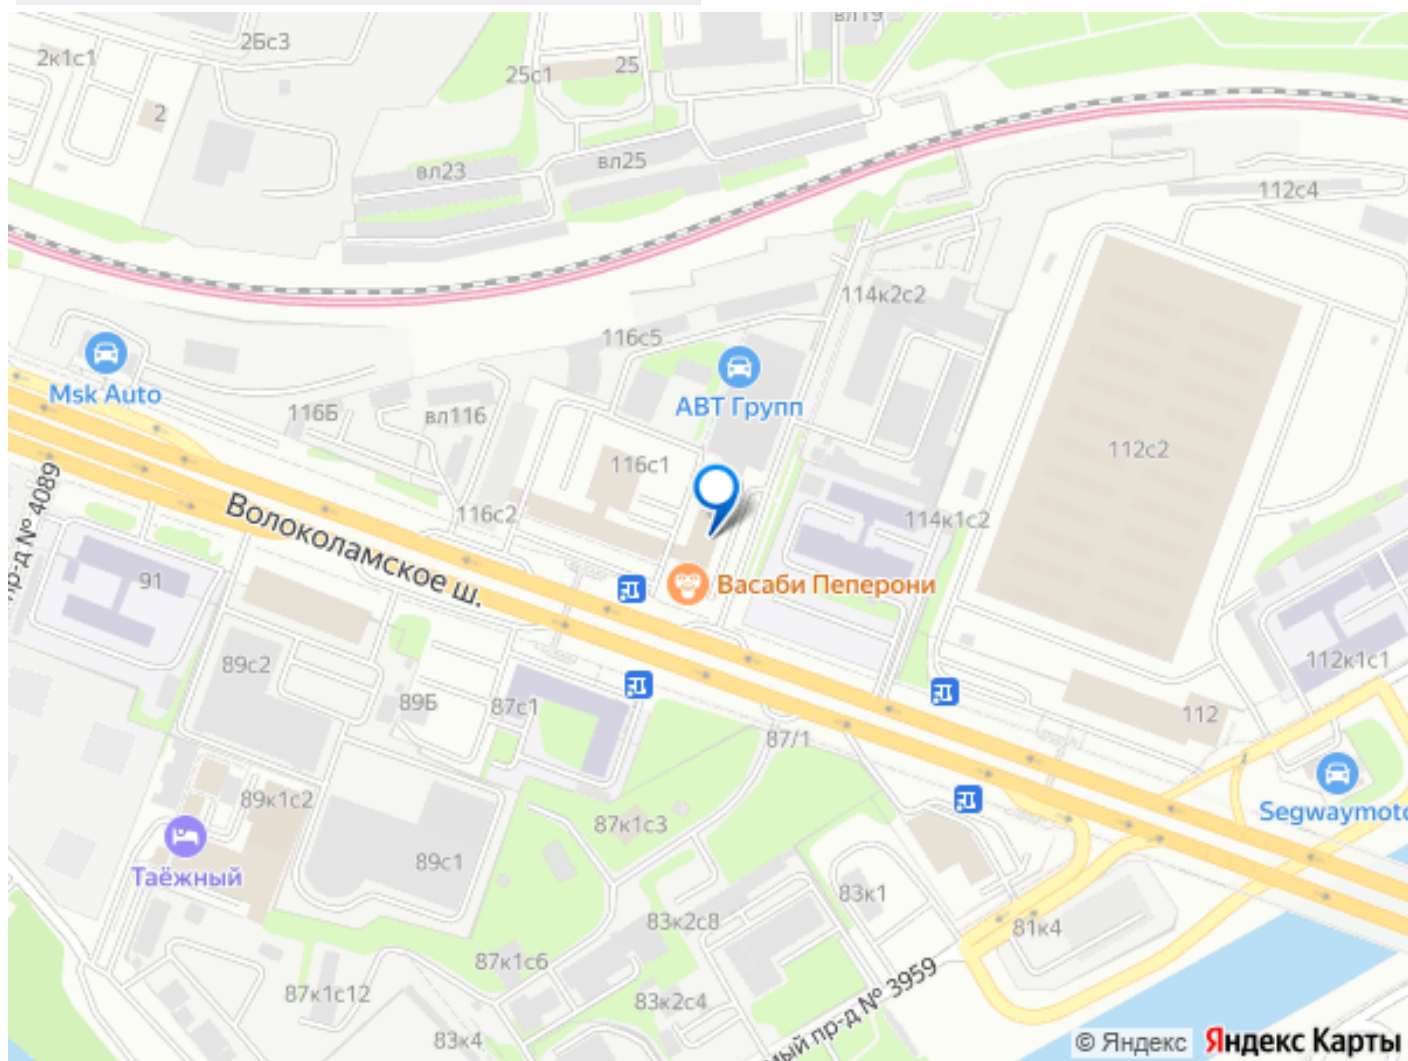 вл19
2Бс3
2к1с1
25
25с1
2
вл25
вл23
112с4
114к2с2
116с5
Msk Auto
АВТ Групп
116Б
вл116
112с2
116с1
116с2
114к1с2
пр-д № 4089
Волоколамское ш.
91
Васаби Пеперони
89с2
112к1с1
89Б
87с1
112
87/1
89к1с2
Segwaymoto
87к1с3
89с1
Таёжный
83к1
83к2с8
81к4
87к1с6
87к1с12
83к2с4
мый пр-д № 3959
83к4
© Яндекс Яндекс Карты